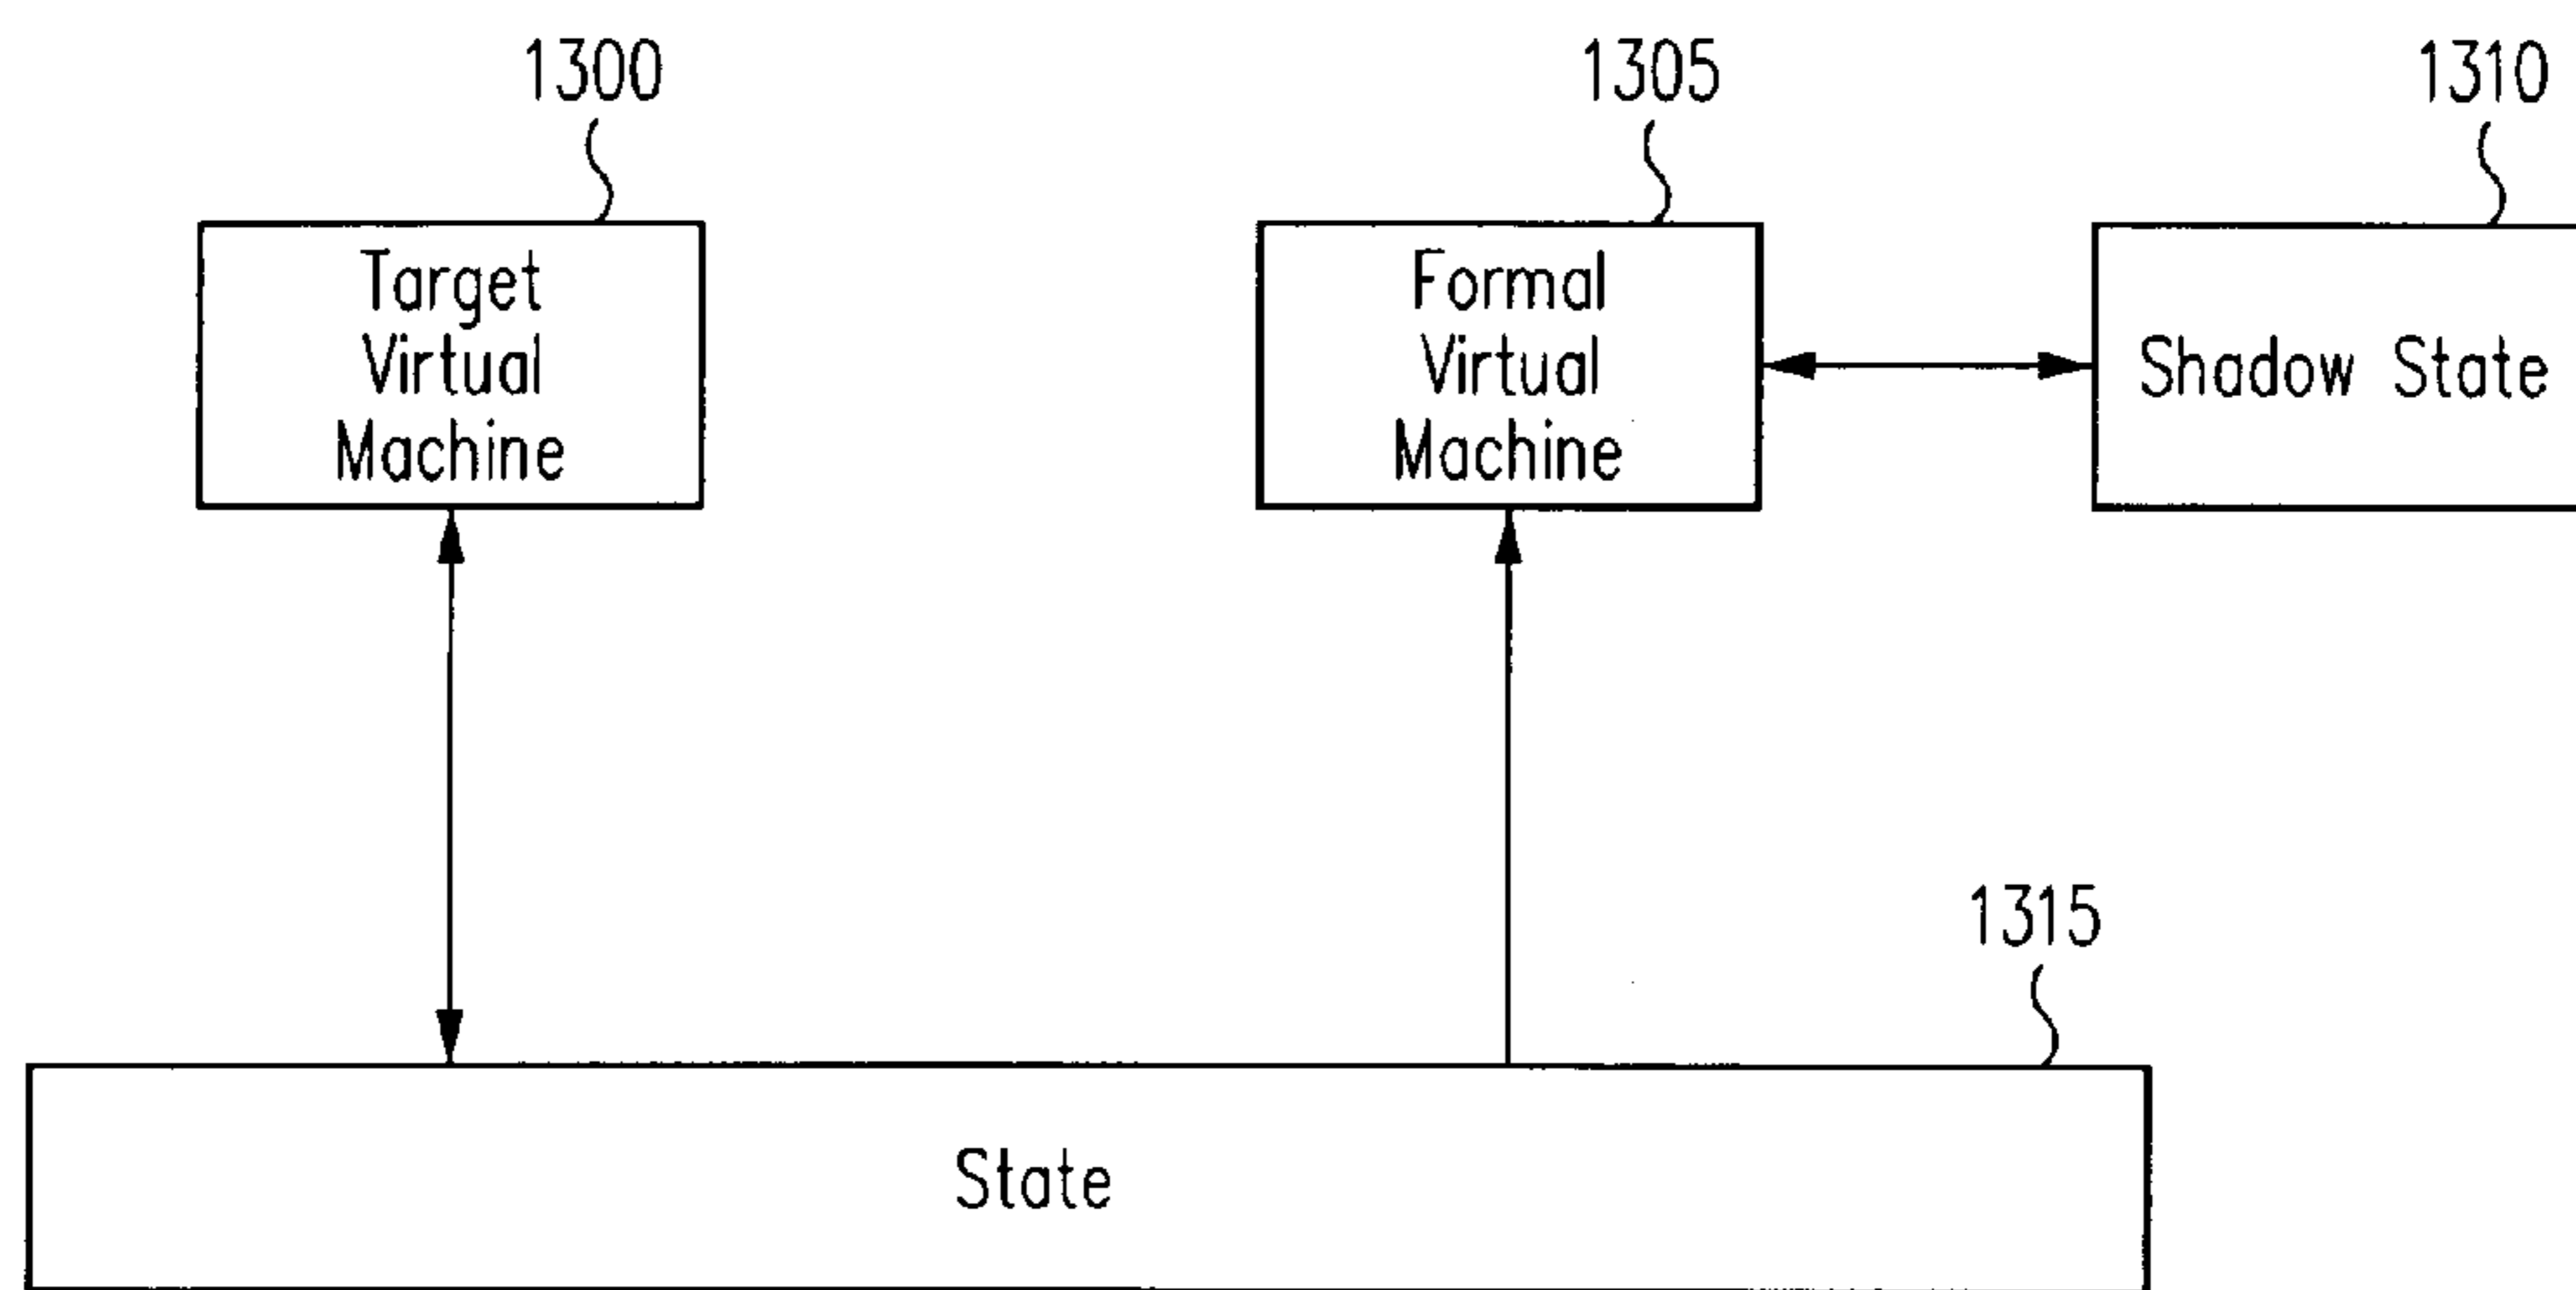 1300
1305
1310
Target
Virtual
Machine
Formal
Virtual
Machine
Shadow State
1315
State